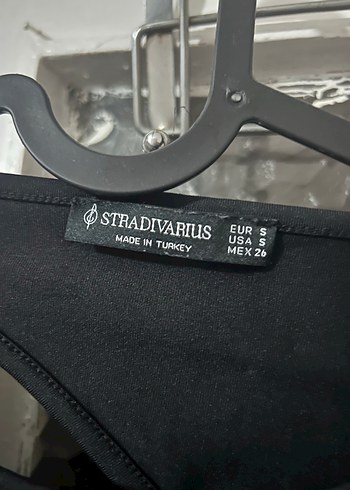 STRADIVARIUS
MADE IN TURKEY
EUR S
USA S
MEX 26